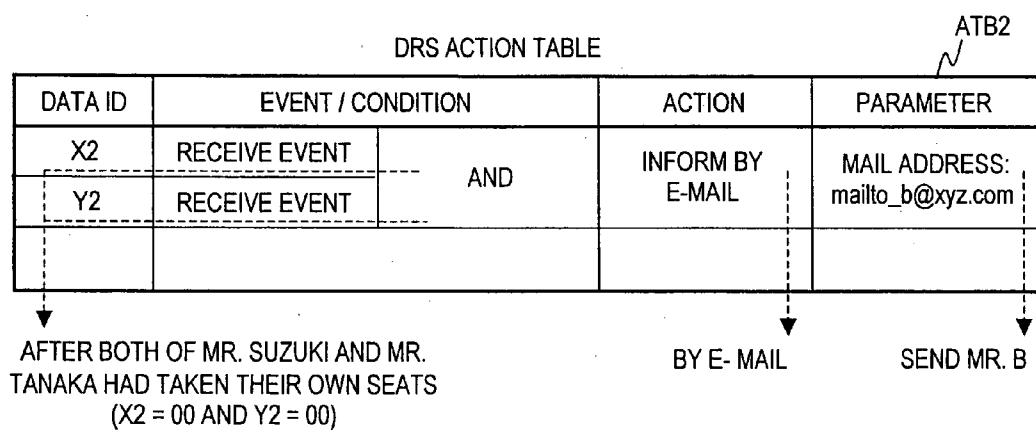 ATB2
DRS ACTION TABLE
DATA ID EVENT / CONDITION ACTION PARAMETER
X2 RECEIVE EVENT AND INFORM BY E-MAIL MAIL ADDRESS: mailto_b@xyz.com
Y2 RECEIVE EVENT
AFTER BOTH OF MR. SUZUKI AND MR.
TANAKA HAD TAKEN THEIR OWN SEATS
(X2 = 00 AND Y2 = 00)
BY E- MAIL
SEND MR. B